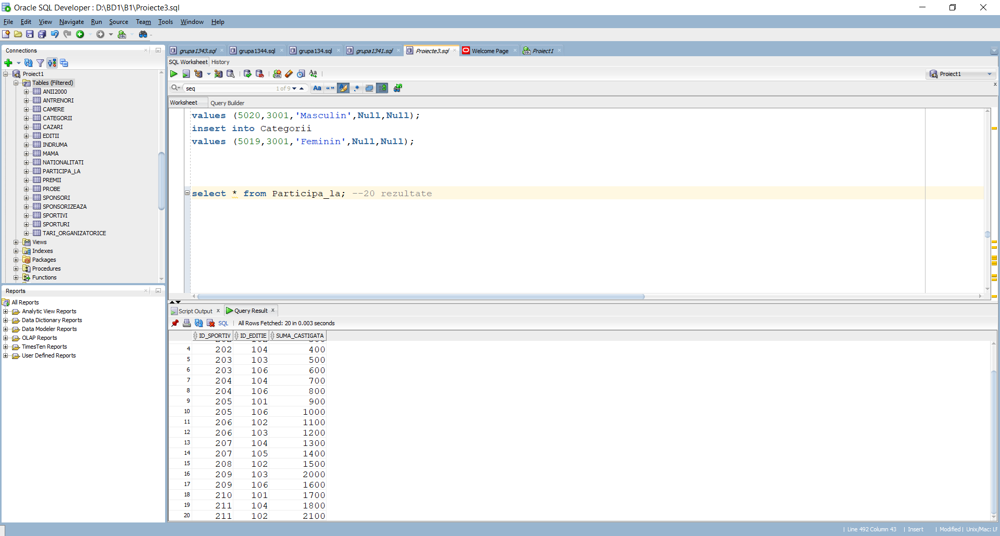 Oracle SQL Developer : D:\BD1\B1\Proiecte3.sql
File Edit View Navigate Run Source Team Tools Window Help
Connections
Proiect1
Tables (Filtered)
ANII2000
ANTRENORI
CAMERE
CATEGORII
CAZARI
EDITII
INDRUMA
MAMA
NATIONALITATI
PARTICIPA_LA
PREMII
PROBE
SPONSORI
SPONSORIZEAZA
SPORTIVI
SPORTURI
TARI_ORGANIZATORICE
Views
Indexes
Packages
Procedures
Functions
Reports
All Reports
Analytic View Reports
Data Dictionary Reports
Data Modeler Reports
OLAP Reports
TimesTen Reports
User Defined Reports
grupa1343.sql grupa1344.sql grupa134.sql grupa1341.sql Proiecte3.sql Welcome Page Proiect1
SQL Worksheet History
Proiect1
seq 1 of 9
Worksheet Query Builder
values (5020,3001,'Masculin',Null,Null);
insert into Categorii
values (5019,3001,'Feminin',Null,Null);
select * from Participa_la; --20 rezultate
Script Output Query Result
SQL All Rows Fetched: 20 in 0.003 seconds
ID_SPORTIV ID_EDITIE SUMA_CASTIGATA
4 202 104 400
5 203 103 500
6 203 106 600
7 204 104 700
8 204 106 800
9 205 101 900
10 205 106 1000
11 206 102 1100
12 206 103 1200
13 207 104 1300
14 207 105 1400
15 208 102 1500
16 209 103 2000
17 209 106 1600
18 210 101 1700
19 211 104 1800
20 211 102 2100
Line 492 Column 43 Insert Modified Unix/Mac: LF